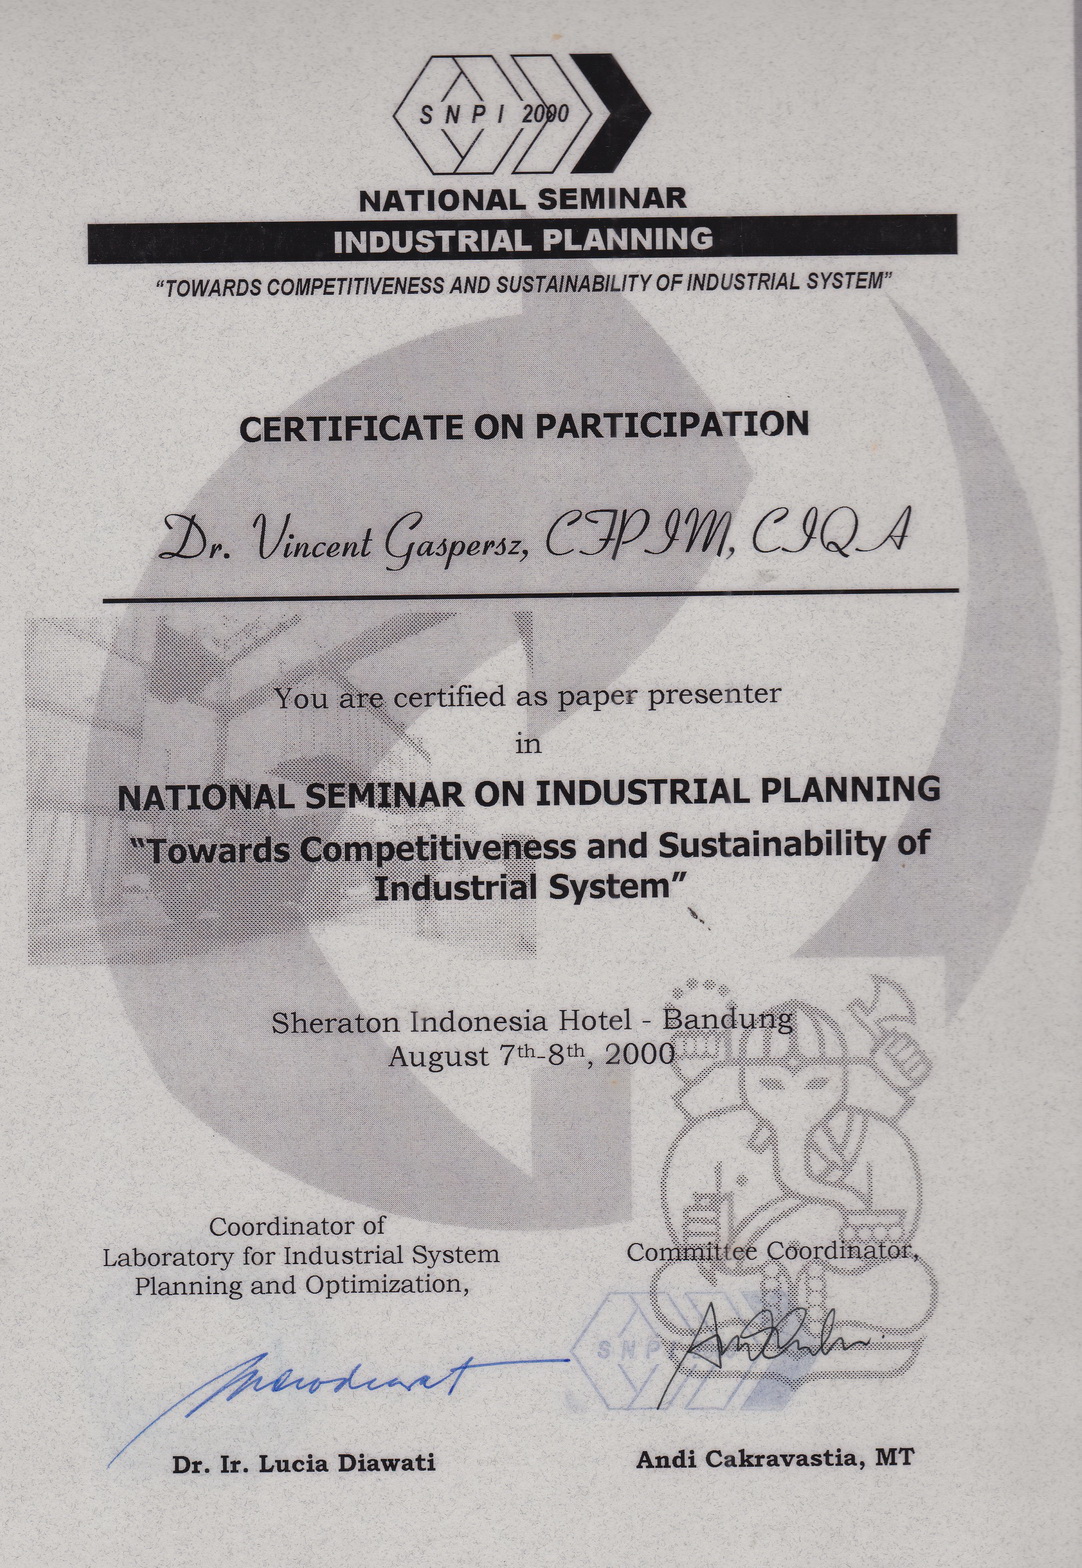 SNPI 2000
NATIONAL SEMINAR
INDUSTRIAL PLANNING
"TOWARDS COMPETITIVENESS AND SUSTAINABILITY OF INDUSTRIAL SYSTEM"
CERTIFICATE ON PARTICIPATION
Dr. Vincent Gaspersz, CFPIM, CIQA
You are certified as paper presenter
in
NATIONAL SEMINAR ON INDUSTRIAL PLANNING
"Towards Competitiveness and Sustainability of
Industrial System"
Sheraton Indonesia Hotel - Bandung
August 7th-8th, 2000
Coordinator of
Laboratory for Industrial System
Planning and Optimization,
Committee Coordinator,
SNP
Dr. Ir. Lucia Diawati
Andi Cakravastia, MT